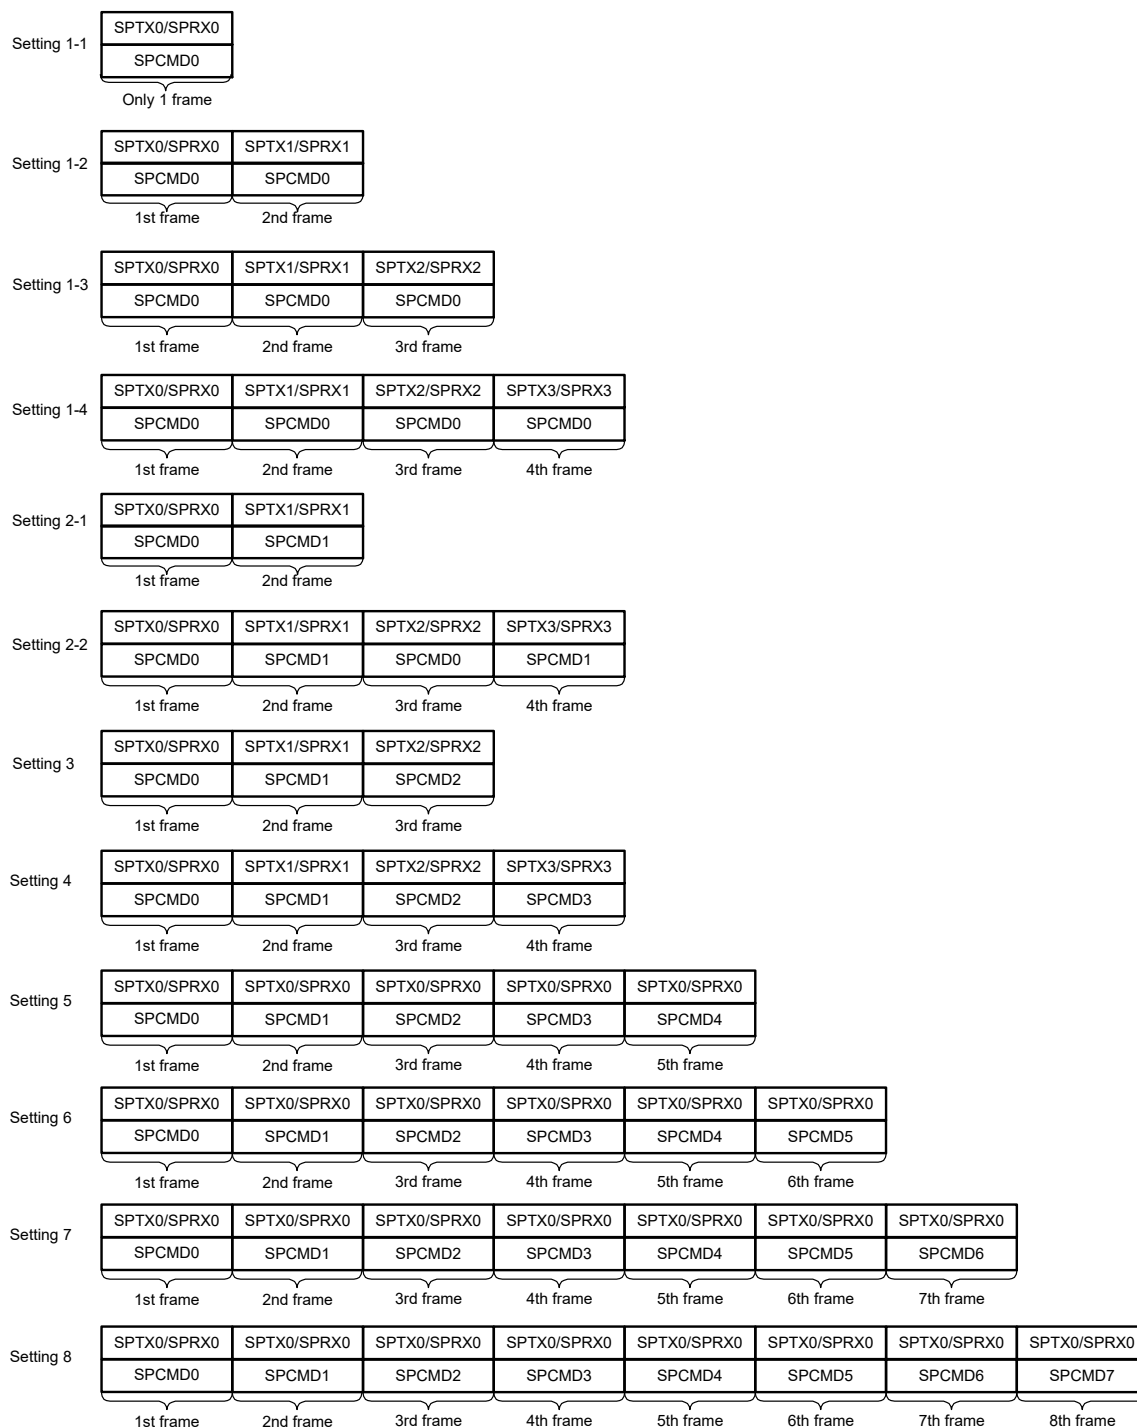 SPTX0/SPRX0
Setting 1-1
SPCMD0
Only 1 frame
SPTX0/SPRX0 SPTX1/SPRX1
Setting 1-2
SPCMD0 SPCMD0
1st frame 2nd frame
SPTX0/SPRX0 SPTX1/SPRX1 SPTX2/SPRX2
Setting 1-3
SPCMD0 SPCMD0 SPCMD0
1st frame 2nd frame 3rd frame
SPTX0/SPRX0 SPTX1/SPRX1 SPTX2/SPRX2 SPTX3/SPRX3
Setting 1-4
SPCMD0 SPCMD0 SPCMD0 SPCMD0
1st frame 2nd frame 3rd frame 4th frame
SPTX0/SPRX0 SPTX1/SPRX1
Setting 2-1
SPCMD0 SPCMD1
1st frame 2nd frame
SPTX0/SPRX0 SPTX1/SPRX1 SPTX2/SPRX2 SPTX3/SPRX3
Setting 2-2
SPCMD0 SPCMD1 SPCMD0 SPCMD1
1st frame 2nd frame 3rd frame 4th frame
SPTX0/SPRX0 SPTX1/SPRX1 SPTX2/SPRX2
Setting 3
SPCMD0 SPCMD1 SPCMD2
1st frame 2nd frame 3rd frame
SPTX0/SPRX0 SPTX1/SPRX1 SPTX2/SPRX2 SPTX3/SPRX3
Setting 4
SPCMD0 SPCMD1 SPCMD2 SPCMD3
1st frame 2nd frame 3rd frame 4th frame
SPTX0/SPRX0 SPTX0/SPRX0 SPTX0/SPRX0 SPTX0/SPRX0 SPTX0/SPRX0
Setting 5
SPCMD0 SPCMD1 SPCMD2 SPCMD3 SPCMD4
1st frame 2nd frame 3rd frame 4th frame 5th frame
SPTX0/SPRX0 SPTX0/SPRX0 SPTX0/SPRX0 SPTX0/SPRX0 SPTX0/SPRX0 SPTX0/SPRX0
Setting 6
SPCMD0 SPCMD1 SPCMD2 SPCMD3 SPCMD4 SPCMD5
1st frame 2nd frame 3rd frame 4th frame 5th frame 6th frame
SPTX0/SPRX0 SPTX0/SPRX0 SPTX0/SPRX0 SPTX0/SPRX0 SPTX0/SPRX0 SPTX0/SPRX0 SPTX0/SPRX0
Setting 7
SPCMD0 SPCMD1 SPCMD2 SPCMD3 SPCMD4 SPCMD5 SPCMD6
1st frame 2nd frame 3rd frame 4th frame 5th frame 6th frame 7th frame
SPTX0/SPRX0 SPTX0/SPRX0 SPTX0/SPRX0 SPTX0/SPRX0 SPTX0/SPRX0 SPTX0/SPRX0 SPTX0/SPRX0 SPTX0/SPRX0
Setting 8
SPCMD0 SPCMD1 SPCMD2 SPCMD3 SPCMD4 SPCMD5 SPCMD6 SPCMD7
1st frame 2nd frame 3rd frame 4th frame 5th frame 6th frame 7th frame 8th frame